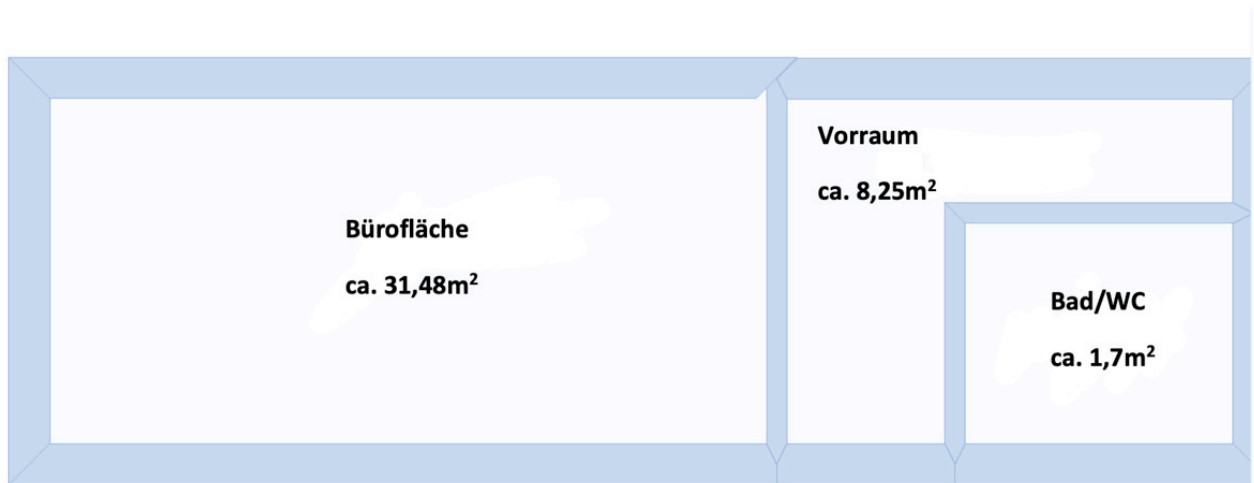 Vorraum
ca. 8,25m²
Bürofläche
ca. 31,48m²
Bad/WC
ca. 1,7m²